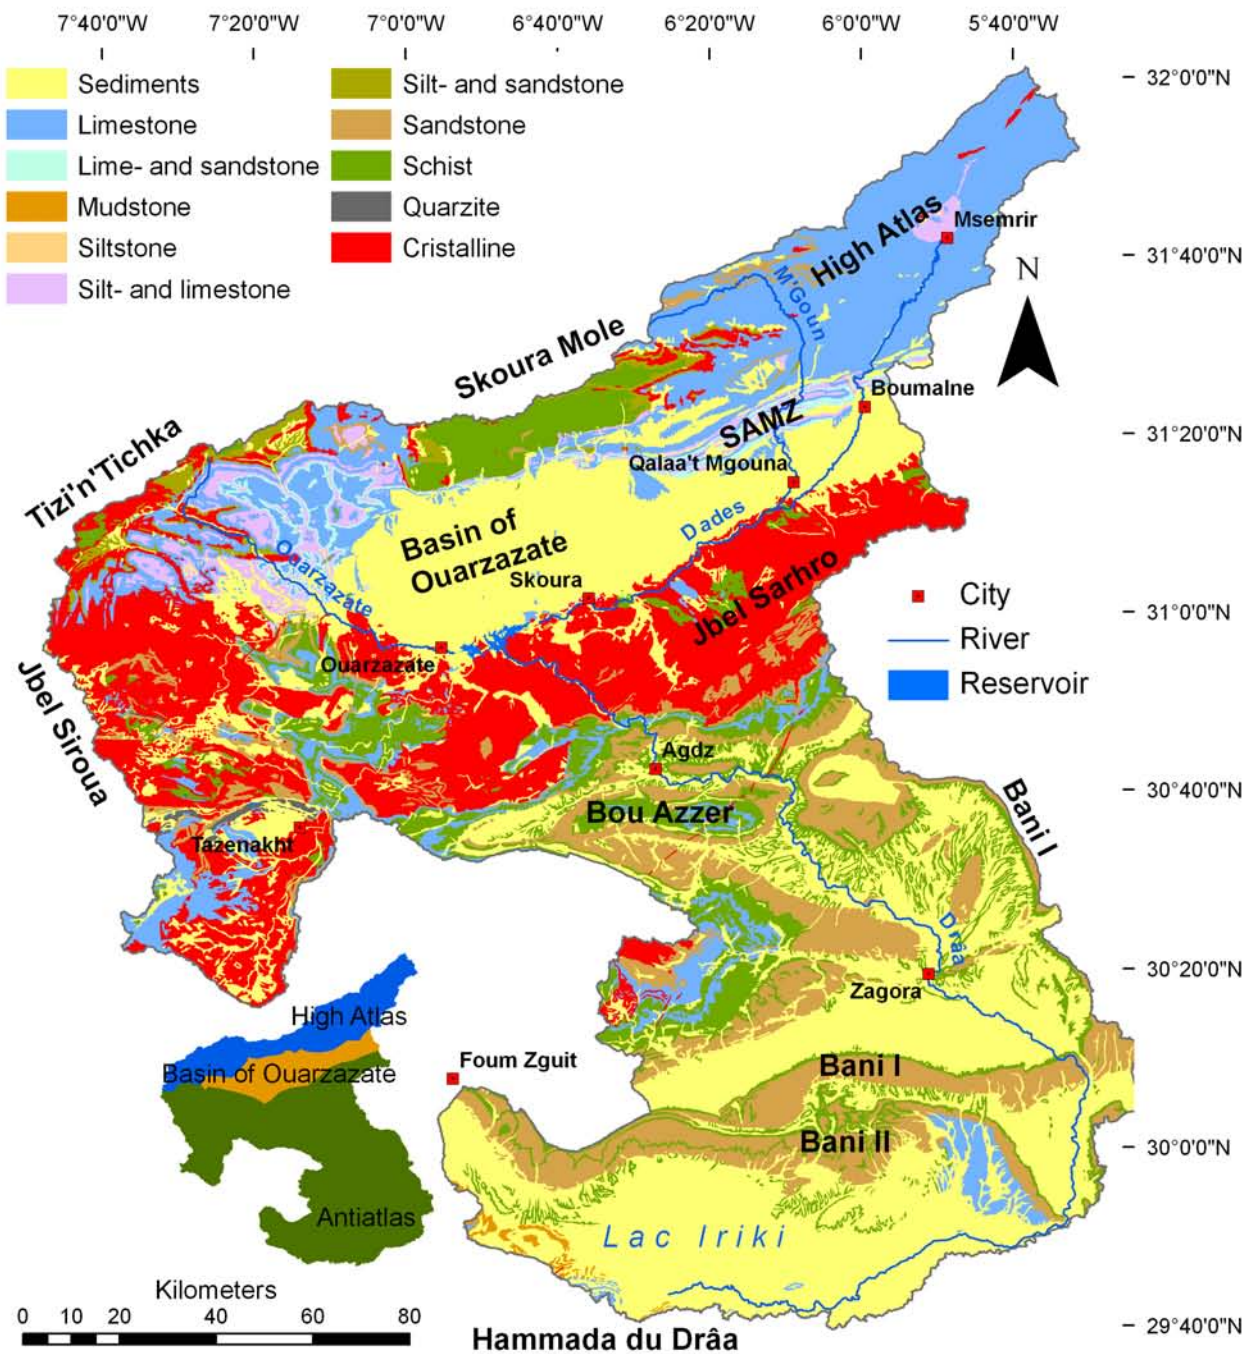 7°40'0"W
7°20'0"W
7°0'0"W
6°40'0"W
6°20'0"W
6°0'0"W
5°40'0"W
Sediments
Limestone
Lime- and sandstone
Mudstone
Siltstone
Silt- and limestone
Silt- and sandstone
Sandstone
Schist
Quarzite
Cristalline
32°0'0"N
31°40'0"N
31°20'0"N
31°0'0"N
30°40'0"N
30°20'0"N
30°0'0"N
29°40'0"N
N
High Atlas
Msemrir
M'Goun
Skoura Mole
Boumalne
SAMZ
Tizi'n'Tichka
Qalaa't Mgouna
Dades
Basin of
Ouarzazate
Skoura
Ouarzazate
Jbel Sarhro
Ouarzazate
City
River
Reservoir
Jbel Siroua
Agdz
Bou Azzer
Bani I
Tazenakht
Drâa
Zagora
High Atlas
Basin of Ouarzazate
Antiatlas
Foum Zguit
Bani I
Bani II
Lac Iriki
Kilometers
0 10 20 40 60 80
Hammada du Drâa